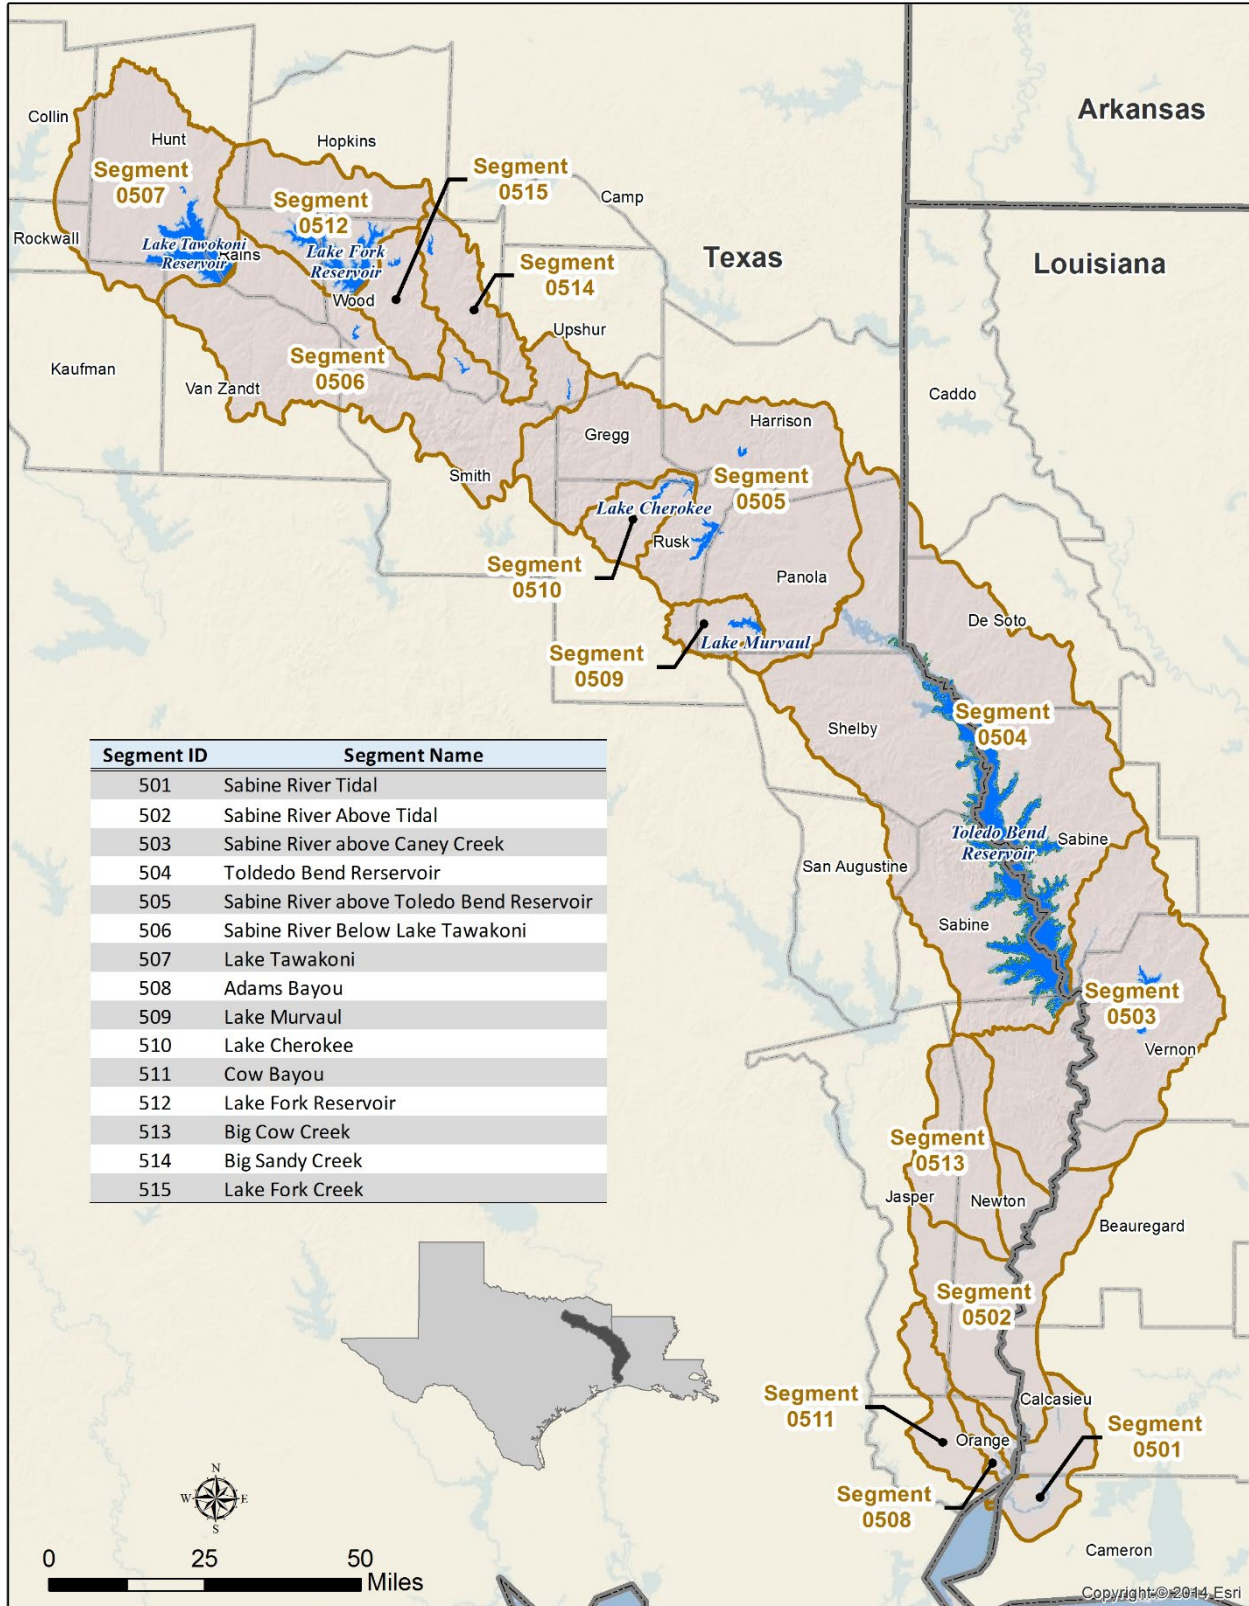 Arkansas
Collin
Hunt
Hopkins
Segment
0507
Segment
0515
Segment
0512
Camp
Rockwall
Lake Tawokoni
Reservoir
Rains
Lake Fork
Reservoir
Texas
Louisiana
Segment
0514
Wood
Upshur
Segment
0506
Kaufman
Van Zandt
Caddo
Harrison
Gregg
Smith
Segment
0505
Lake Cherokee
Rusk
Segment
0510
Panola
De Soto
Lake Murvaul
Segment
0509
Segment
0504
Shelby
Segment ID Segment Name
501 Sabine River Tidal
502 Sabine River Above Tidal
503 Sabine River above Caney Creek
504 Toldedo Bend Rerservoir
505 Sabine River above Toledo Bend Reservoir
506 Sabine River Below Lake Tawakoni
507 Lake Tawakoni
508 Adams Bayou
509 Lake Murvaul
510 Lake Cherokee
511 Cow Bayou
512 Lake Fork Reservoir
513 Big Cow Creek
514 Big Sandy Creek
515 Lake Fork Creek
Toledo Bend
Reservoir
Sabine
San Augustine
Sabine
Segment
0503
Vernon
Segment
0513
Jasper
Newton
Beauregard
Segment
0502
Segment
0511
Calcasieu
Orange
Segment
0501
Segment
0508
Cameron
N
W E
S
0 25 50
Miles
Copyright:© 2014 Esri